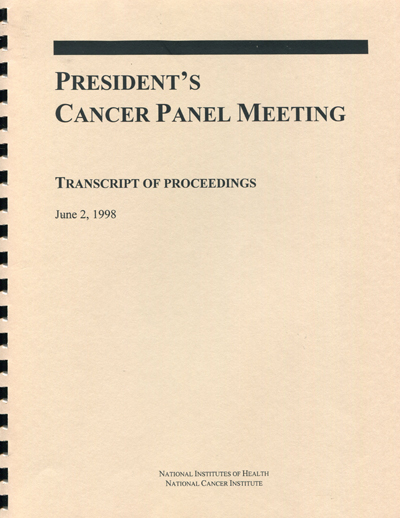 PRESIDENT'S
CANCER PANEL MEETING
TRANSCRIPT OF PROCEEDINGS
June 2, 1998
NATIONAL INSTITUTES OF HEALTH
NATIONAL CANCER INSTITUTE